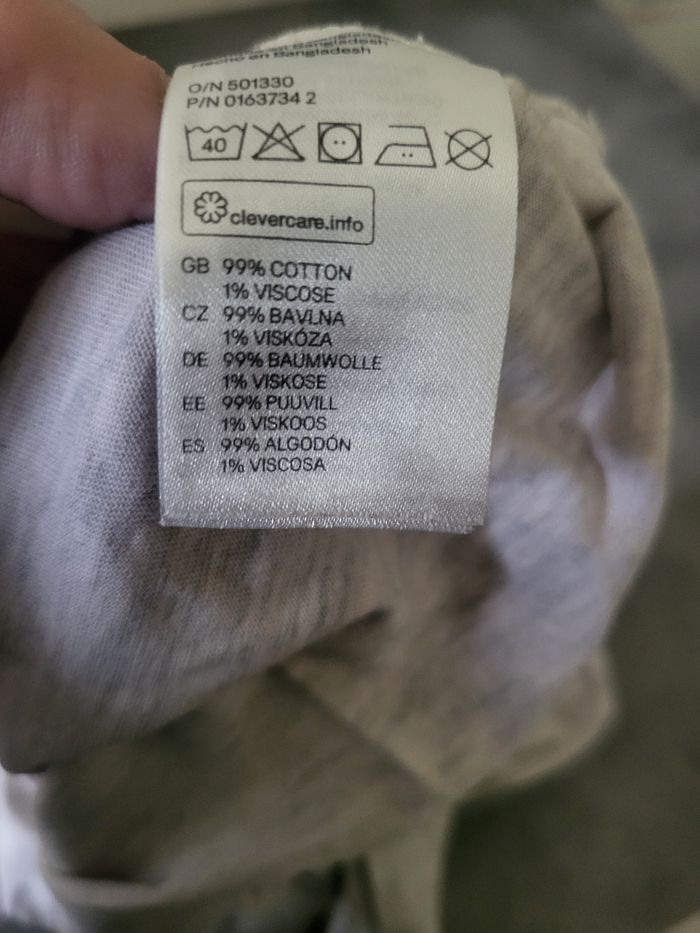 Hecho en Bangladesh
O/N 501330
P/N 0163734 2
40
clevercare.info
GB 99% COTTON
1% VISCOSE
CZ 99% BAVLNA
1% VISKÓZA
DE 99% BAUMWOLLE
1% VISKOSE
EE 99% PUUVILL
1% VISKOOS
ES 99% ALGODÓN
1% VISCOSA